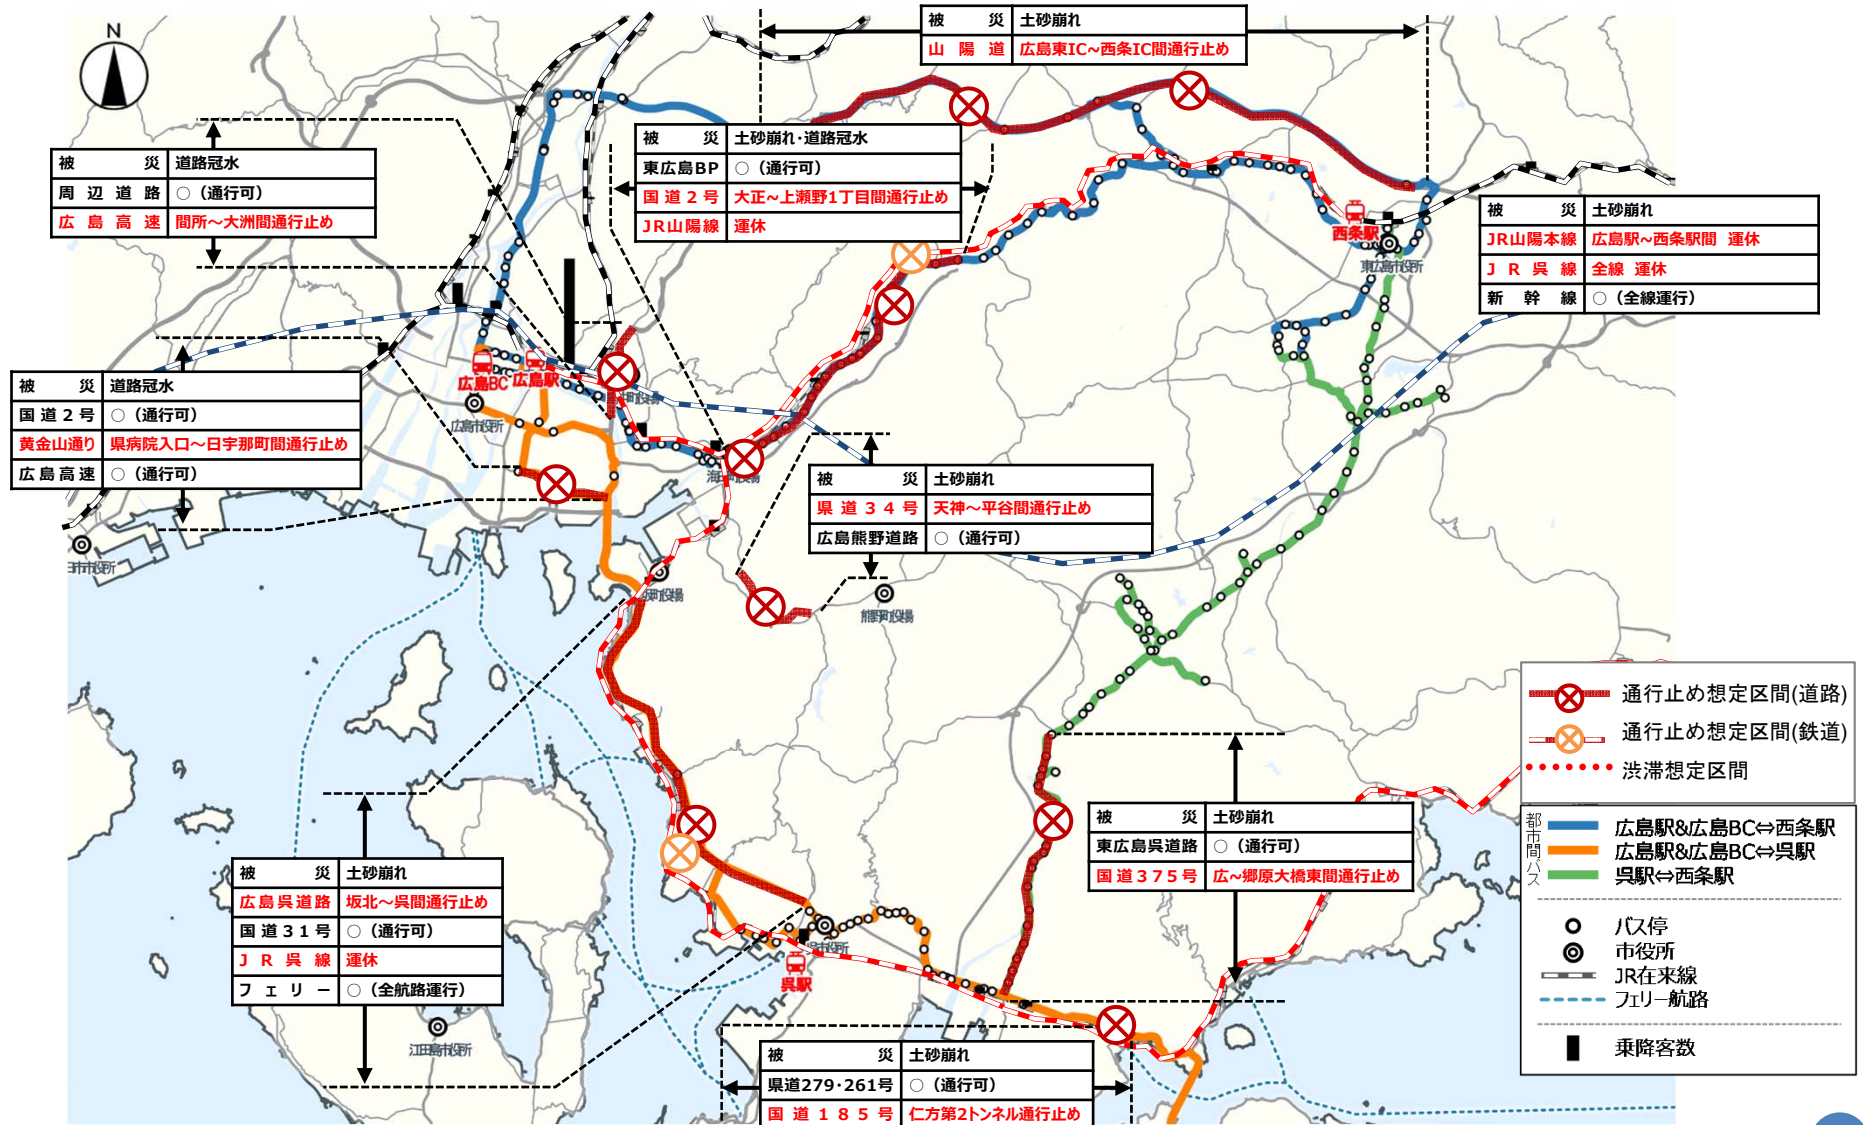 N
被災 土砂崩れ
山陽道 広島東IC~西条IC間通行止め
被災 道路冠水
周辺道路 ○（通行可）
広島高速 間所～大洲間通行止め
被災 土砂崩れ・道路冠水
東広島BP ○（通行可）
国道２号 大正~上瀬野1丁目間通行止め
JR山陽線 運休
被災 土砂崩れ
JR山陽本線 広島駅~西条駅間 運休
ＪＲ呉線 全線 運休
新幹線 ○（全線運行）
西条駅
東広島市役所
被災 道路冠水
国道２号 ○（通行可）
黄金山通り 県病院入口～日宇那町間通行止め
広島高速 ○（通行可）
広島BC
広島駅
広島市役所
被災 土砂崩れ
県道３４号 天神～平谷間通行止め
広島熊野道路 ○（通行可）
熊野町役場
通行止め想定区間(道路)
通行止め想定区間(鉄道)
渋滞想定区間
都市間バス
広島駅&広島BC⇔西条駅
広島駅&広島BC⇔呉駅
呉駅⇔西条駅
バス停
市役所
JR在来線
フェリー航路
乗降客数
被災 土砂崩れ
東広島呉道路 ○（通行可）
国道３７５号 広~郷原大橋東間通行止め
被災 土砂崩れ
広島呉道路 坂北～呉間通行止め
国道３１号 ○（通行可）
ＪＲ呉線 運休
フェリー ○（全航路運行）
呉駅
江田島市役所
被災 土砂崩れ
県道279・261号 ○（通行可）
国道１８５号 仁方第2トンネル通行止め